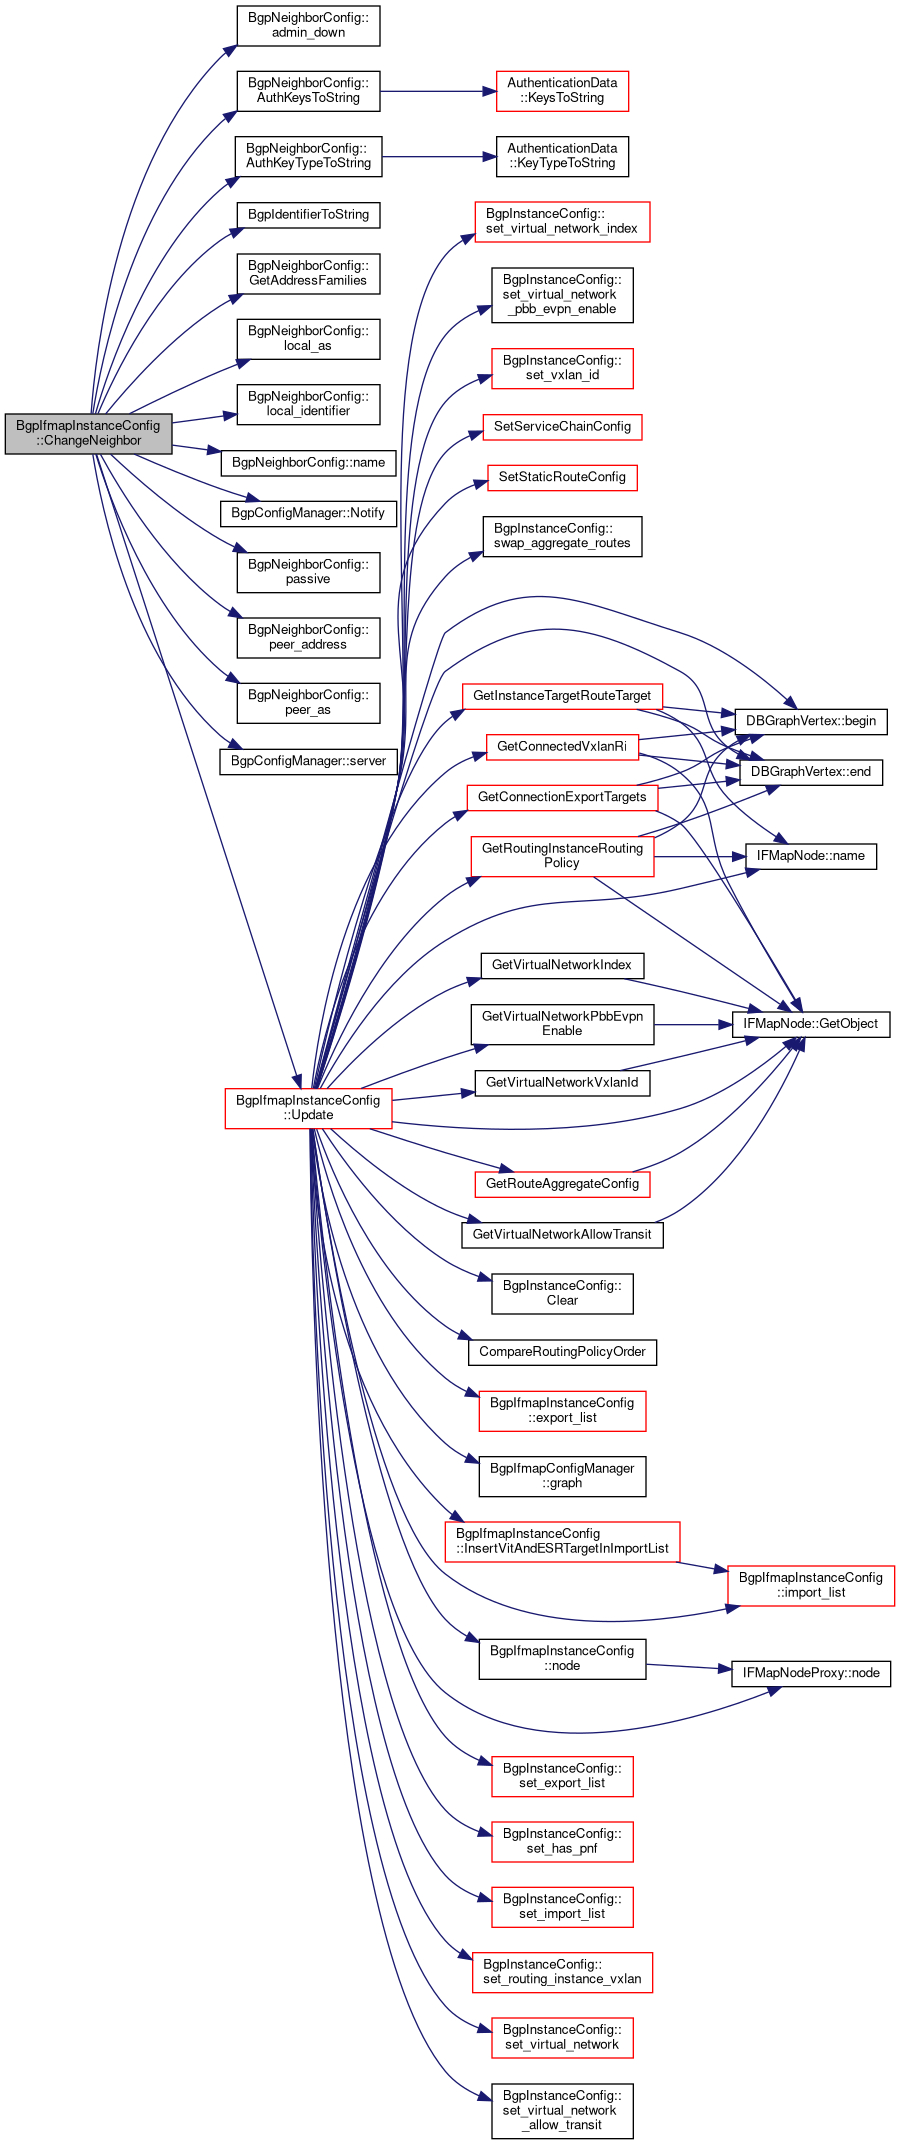 BgpIfmapInstanceConfig
::ChangeNeighbor
BgpNeighborConfig::
admin_down
BgpNeighborConfig::
AuthKeysToString
AuthenticationData
::KeysToString
BgpNeighborConfig::
AuthKeyTypeToString
AuthenticationData
::KeyTypeToString
BgpIdentifierToString
BgpNeighborConfig::
GetAddressFamilies
BgpNeighborConfig::
local_as
BgpNeighborConfig::
local_identifier
BgpNeighborConfig::name
BgpConfigManager::Notify
BgpNeighborConfig::
passive
BgpNeighborConfig::
peer_address
BgpNeighborConfig::
peer_as
BgpConfigManager::server
BgpIfmapInstanceConfig
::Update
BgpInstanceConfig::
set_virtual_network_index
BgpInstanceConfig::
set_virtual_network
_pbb_evpn_enable
BgpInstanceConfig::
set_vxlan_id
SetServiceChainConfig
SetStaticRouteConfig
BgpInstanceConfig::
swap_aggregate_routes
GetInstanceTargetRouteTarget
GetConnectedVxlanRi
GetConnectionExportTargets
GetRoutingInstanceRouting
Policy
GetVirtualNetworkIndex
GetVirtualNetworkPbbEvpn
Enable
GetVirtualNetworkVxlanId
GetRouteAggregateConfig
GetVirtualNetworkAllowTransit
BgpInstanceConfig::
Clear
CompareRoutingPolicyOrder
BgpIfmapInstanceConfig
::export_list
BgpIfmapConfigManager
::graph
BgpIfmapInstanceConfig
::InsertVitAndESRTargetInImportList
BgpIfmapInstanceConfig
::node
BgpInstanceConfig::
set_export_list
BgpInstanceConfig::
set_has_pnf
BgpInstanceConfig::
set_import_list
BgpInstanceConfig::
set_routing_instance_vxlan
BgpInstanceConfig::
set_virtual_network
BgpInstanceConfig::
set_virtual_network
_allow_transit
DBGraphVertex::begin
DBGraphVertex::end
IFMapNode::name
IFMapNode::GetObject
BgpIfmapInstanceConfig
::import_list
IFMapNodeProxy::node